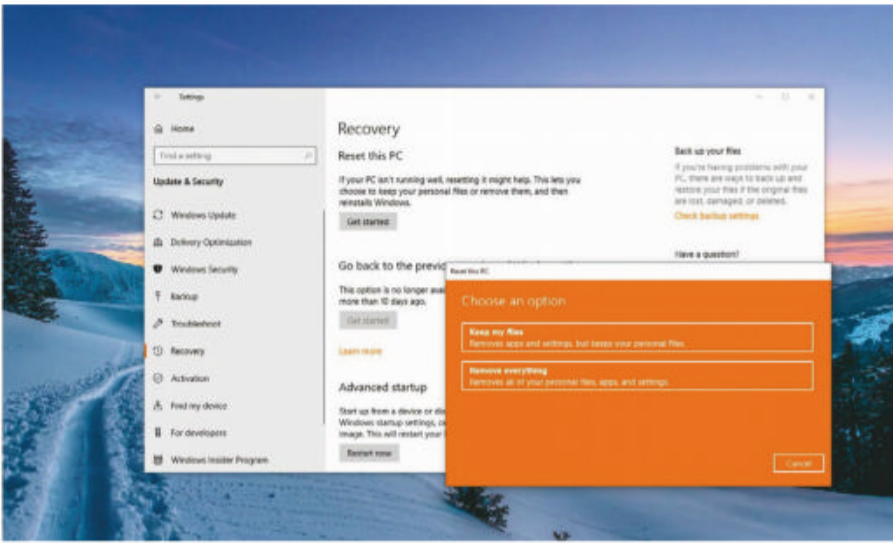 Settings
Home
Find a setting
Update & Security
Windows Update
Delivery Optimization
Windows Security
Backup
Troubleshoot
Recovery
Activation
Find my device
For developers
Windows Insider Program
Recovery
Reset this PC
If your PC isn't running well, resetting it might help. This lets you
choose to keep your personal files or remove them, and then
reinstalls Windows.
Get started
Go back to the previo
This option is no longer avai
more than 10 days ago.
Get started
Learn more
Advanced startup
Start up from a device or dis
Windows startup settings, o
image. This will restart your
Restart now
Back up your files
If you're having problems with your
PC, there are ways to back up and
restore your files if the original files
are lost, damaged, or deleted.
Check backup settings
Have a question?
Reset this PC
Choose an option
Keep my files
Removes apps and settings, but keeps your personal files.
Remove everything
Removes all of your personal files, apps, and settings.
Cancel